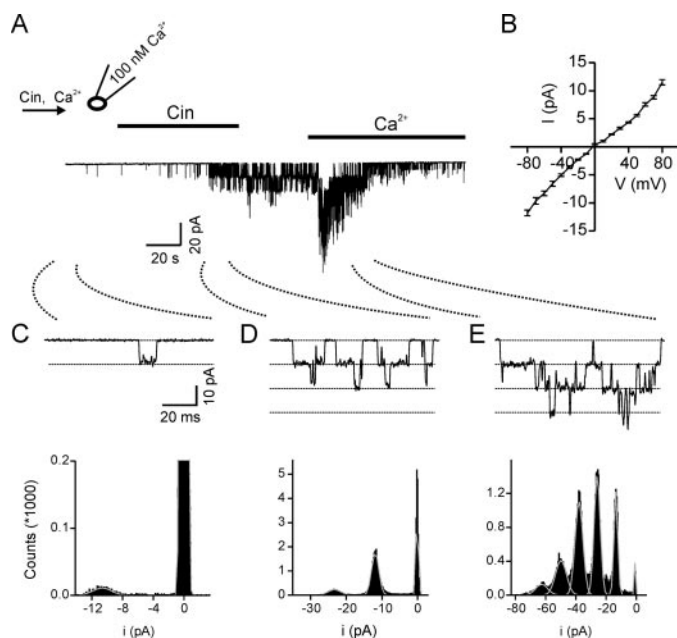 A
B
100 nM Ca²⁺
Cin, Ca²⁺
Cin
Ca²⁺
20 pA
20 s
I (pA)
15
10
5
-80 -40 40 80
-5
V (mV)
-10
-15
C
D
E
10 pA
20 ms
Counts (*1000)
0.2
0.1
0.0
-12 -8 -4 0
i (pA)
5
4
3
2
1
0
-30 -20 -10 0
i (pA)
1.2
0.8
0.4
0.0
-80 -60 -40 -20 0
i (pA)